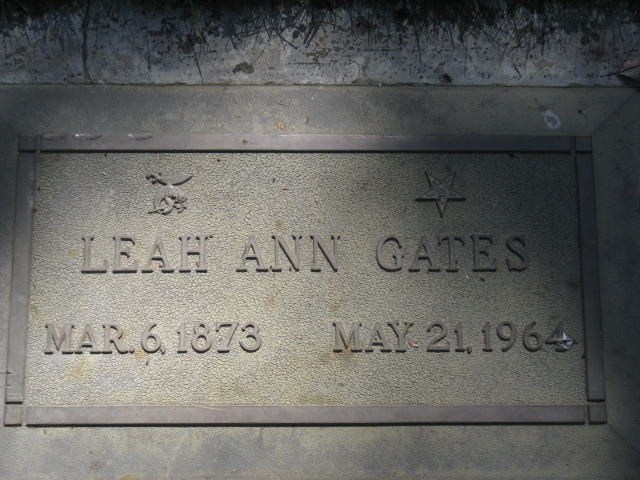 LEAH ANN GATES
MAR. 6, 1873 MAY 21, 1964